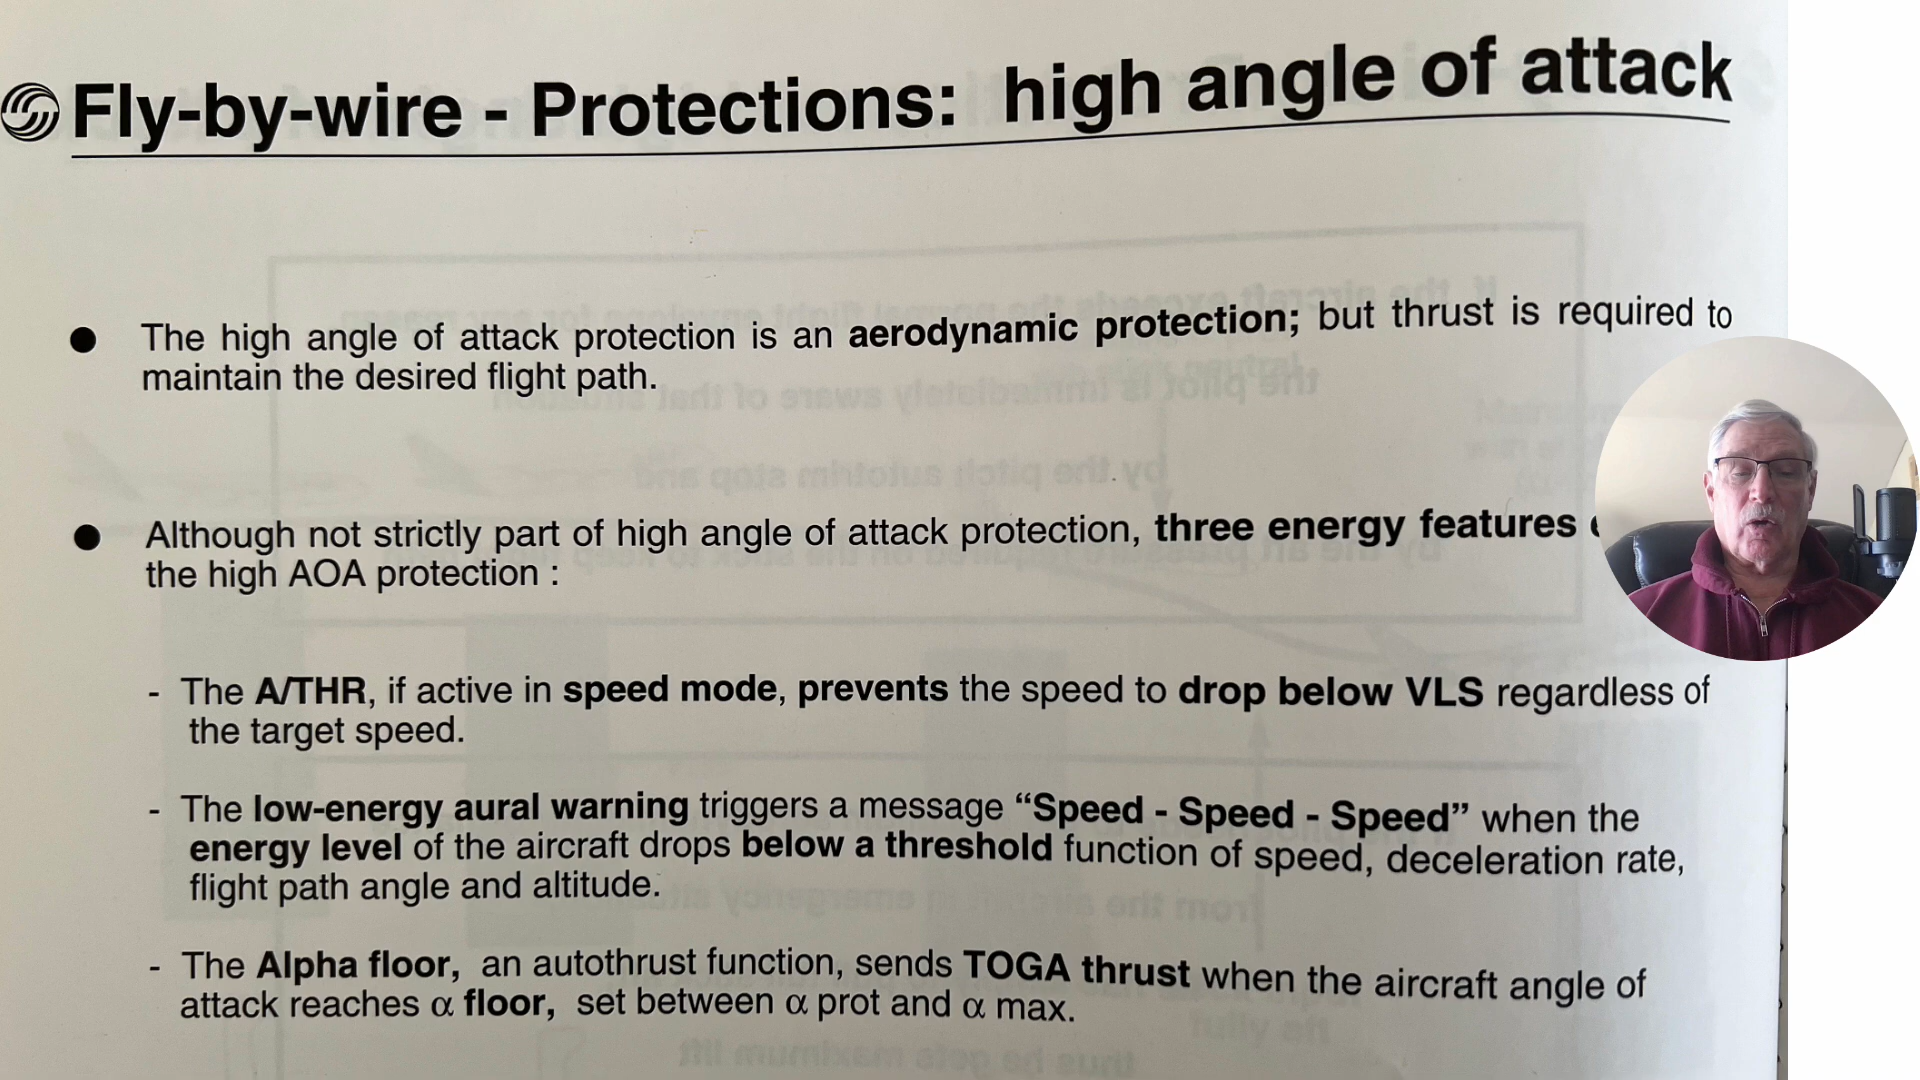 Fly-by-wire - Protections: high angle of attack
● The high angle of attack protection is an aerodynamic protection; but thrust is required to
maintain the desired flight path.
● Although not strictly part of high angle of attack protection, three energy features
the high AOA protection :
- The A/THR, if active in speed mode, prevents the speed to drop below VLS regardless of
the target speed.
- The low-energy aural warning triggers a message “Speed - Speed - Speed” when the
energy level of the aircraft drops below a threshold function of speed, deceleration rate,
flight path angle and altitude.
- The Alpha floor, an autothrust function, sends TOGA thrust when the aircraft angle of
attack reaches α floor, set between α prot and α max.